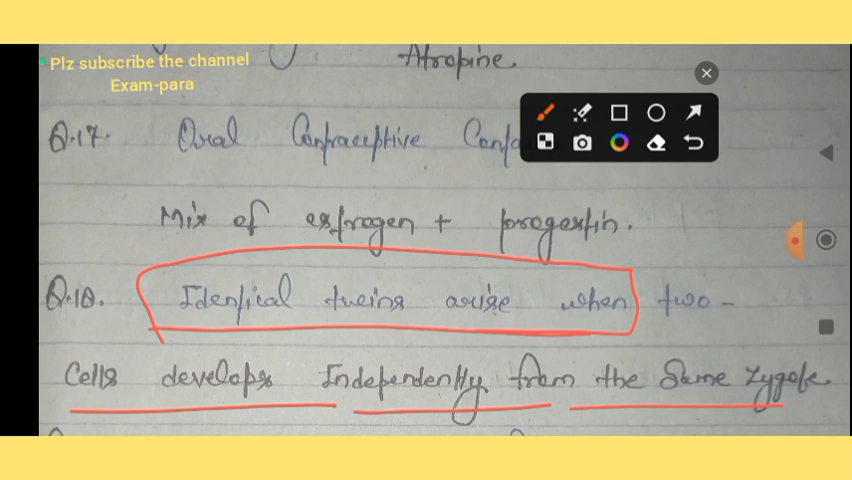 Plz subscribe the channel
Exam-para
Atropine.
Q.17. Oral Contraceptive
Mix of estrogen + progestin.
Q.18. Identical twins arise when two -
Cells develops Independently from the Same zygote.